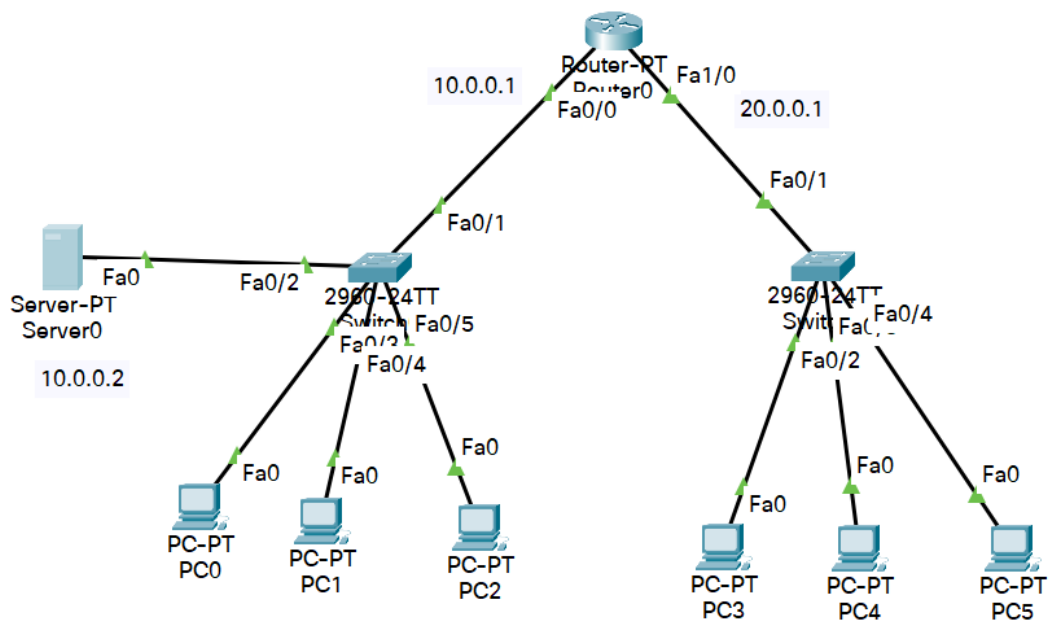 Router-PT
Router0
10.0.0.1
Fa0/0
Fa1/0
20.0.0.1
Fa0/1
Fa0/1
Fa0
Fa0/2
Server-PT
Server0
10.0.0.2
2960-24TT
Switch
Fa0/5
Fa0/3
Fa0/4
2960-24TT
Fa0/4
Fa0/2
Fa0
PC-PT
PC0
Fa0
PC-PT
PC1
Fa0
PC-PT
PC2
Fa0
PC-PT
PC3
Fa0
PC-PT
PC4
Fa0
PC-PT
PC5